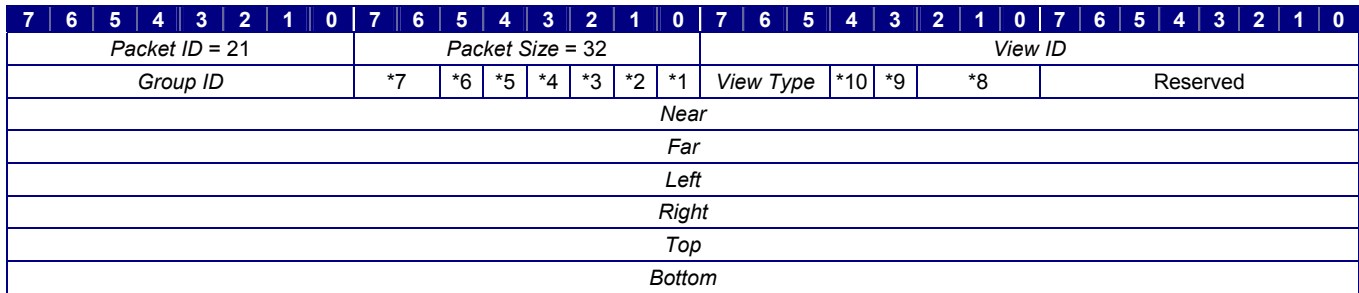 7 6 5 4 3 2 1 0 7 6 5 4 3 2 1 0 7 6 5 4 3 2 1 0 7 6 5 4 3 2 1 0
Packet ID = 21 Packet Size = 32 View ID
Group ID *7 *6 *5 *4 *3 *2 *1 View Type *10 *9 *8 Reserved
Near
Far
Left
Right
Top
Bottom